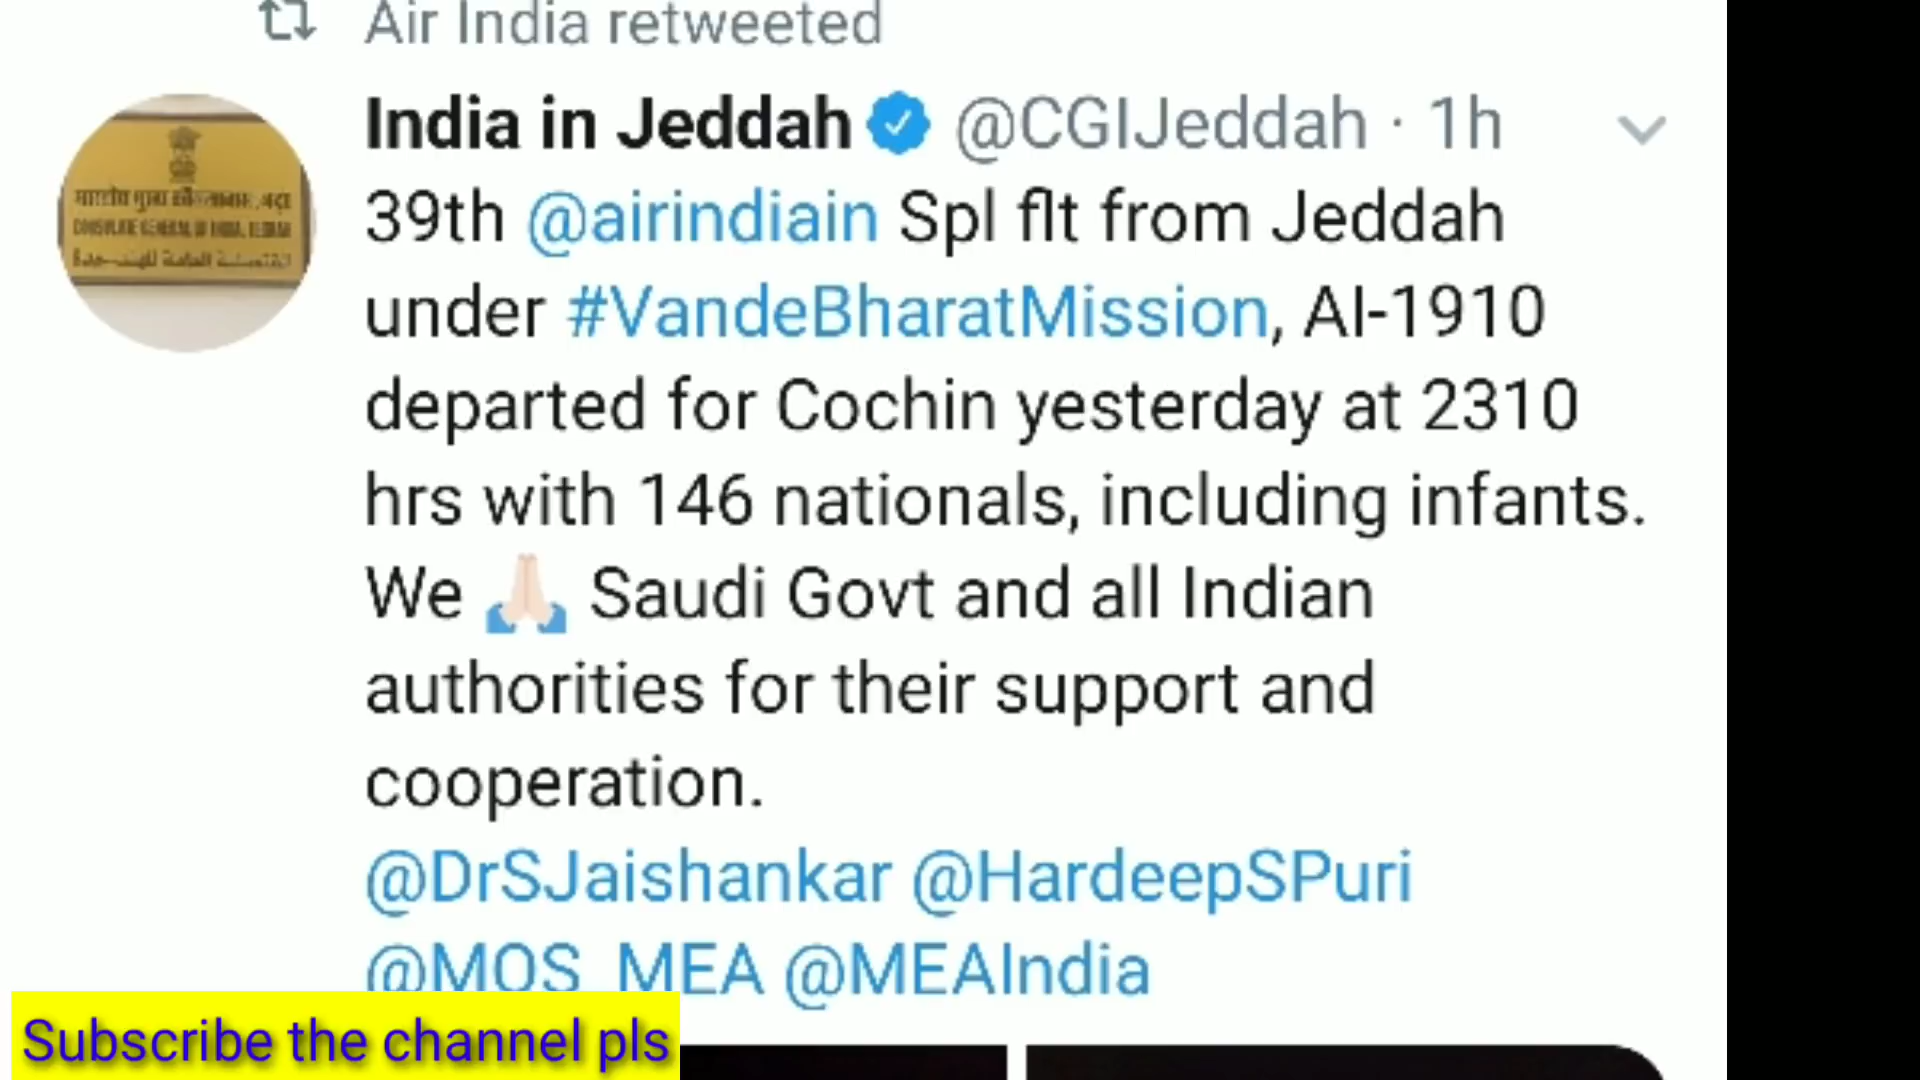 Air India retweeted
India in Jeddah @CGIJeddah · 1h
39th @airindiain Spl flt from Jeddah
under #VandeBharatMission, AI-1910
departed for Cochin yesterday at 2310
hrs with 146 nationals, including infants.
We 🙏🏻 Saudi Govt and all Indian
authorities for their support and
cooperation.
@DrSJaishankar @HardeepSPuri
@MOS_MEA @MEAIndia
Subscribe the channel pls